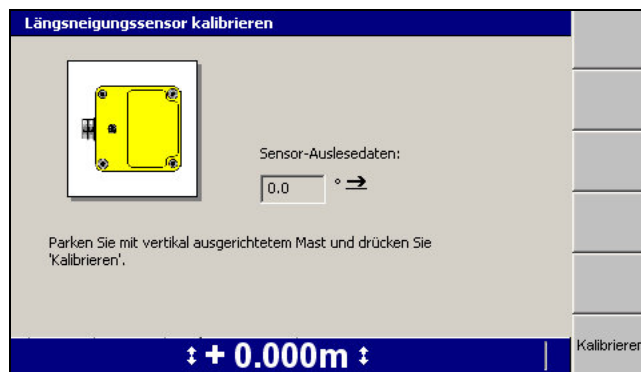 Längsneigungssensor kalibrieren
Sensor-Auslesedaten:
0.0 °
Parken Sie mit vertikal ausgerichtetem Mast und drücken Sie
'Kalibrieren'.
+ 0.000m
Kalibrieren